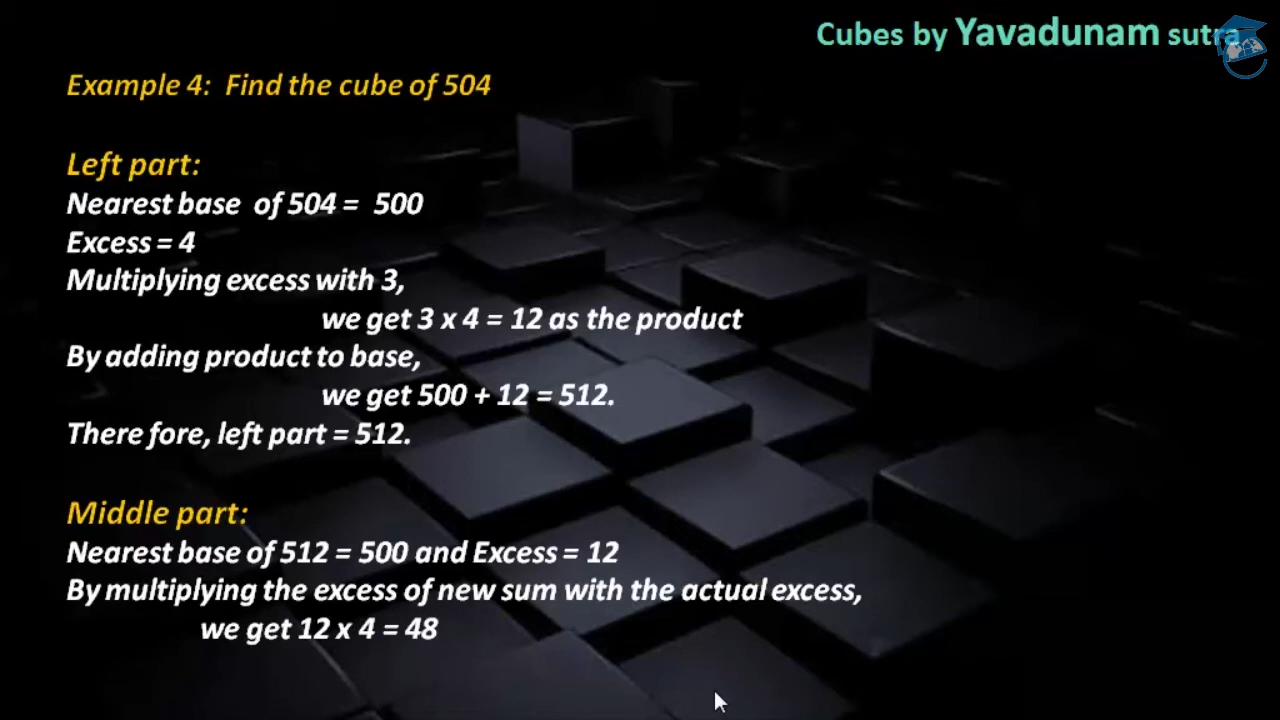 Cubes by Yavadunam sutra
Example 4: Find the cube of 504
Left part:
Nearest base of 504 = 500
Excess = 4
Multiplying excess with 3,
we get 3 x 4 = 12 as the product
By adding product to base,
we get 500 + 12 = 512.
There fore, left part = 512.
Middle part:
Nearest base of 512 = 500 and Excess = 12
By multiplying the excess of new sum with the actual excess,
we get 12 x 4 = 48